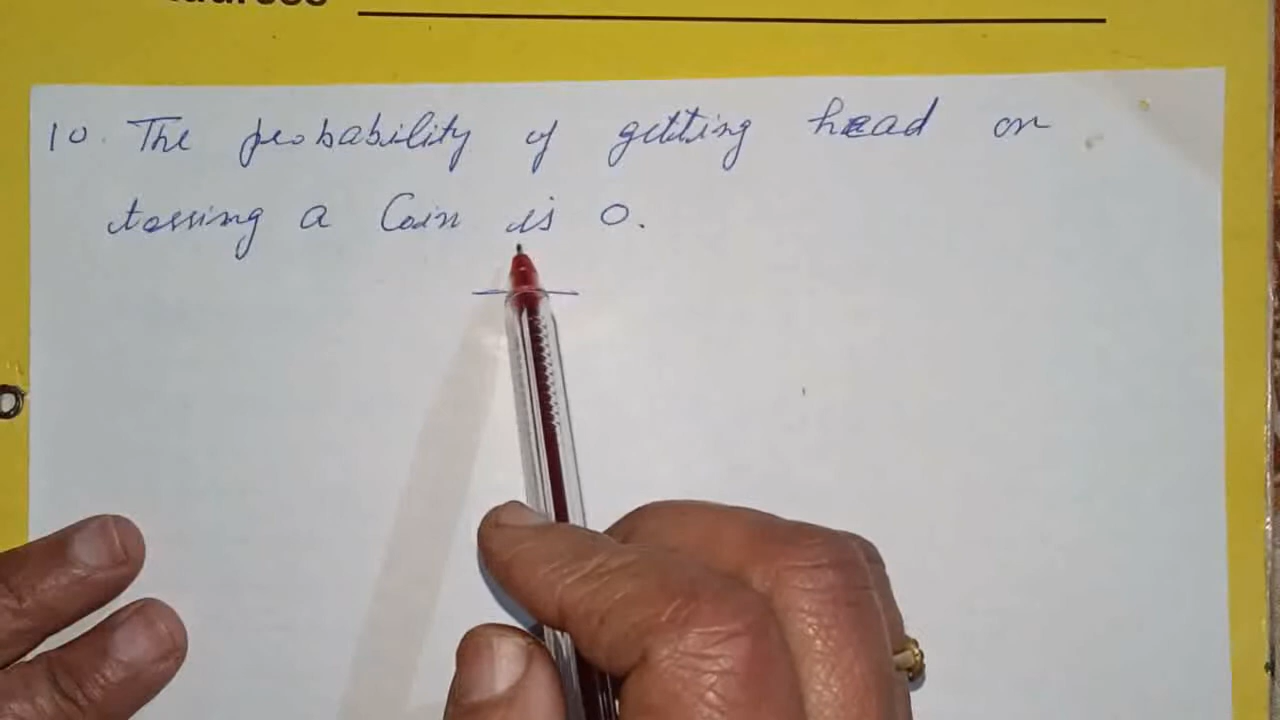 10. The probability of getting head on
tossing a Coin is 0.